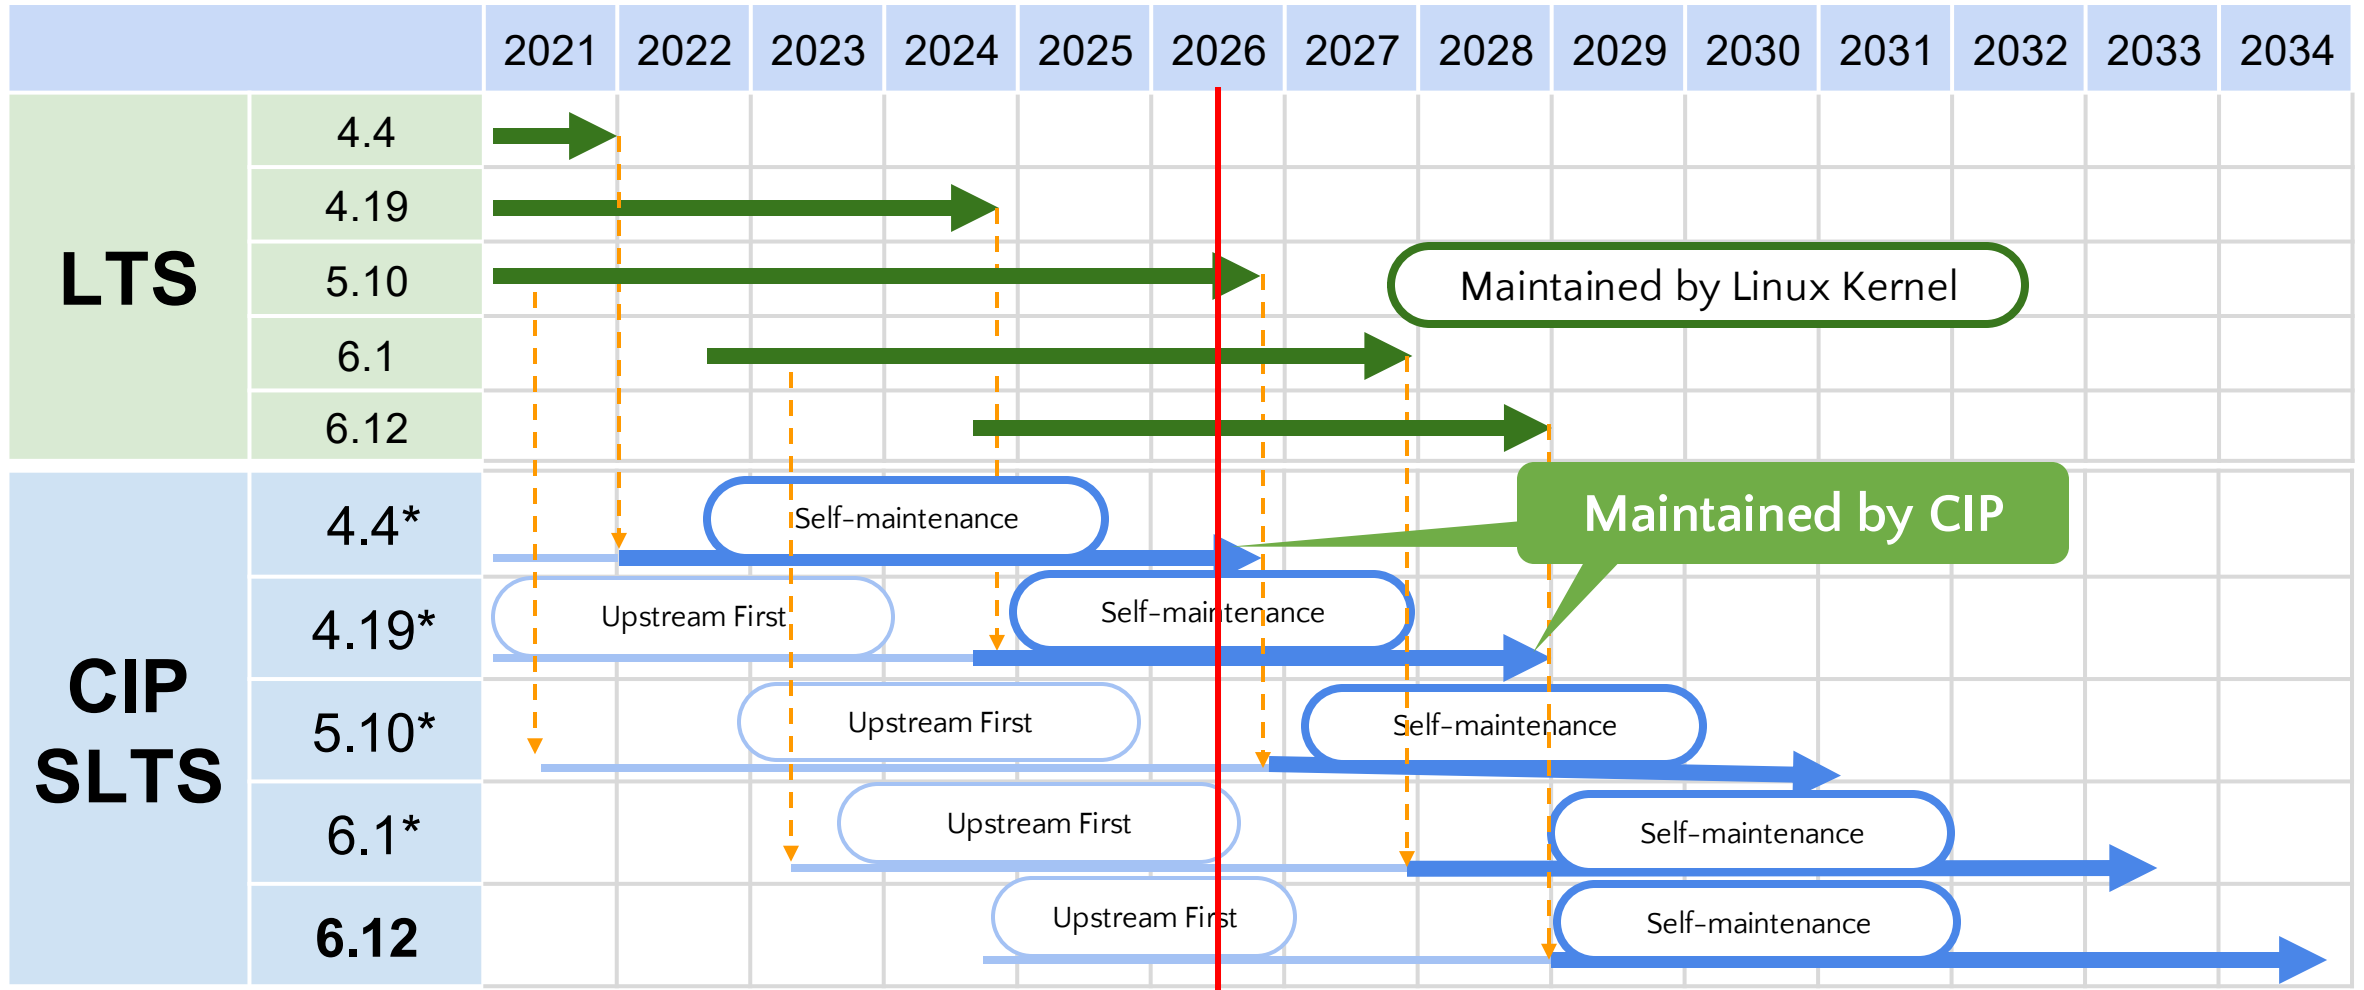 2021 2022 2023 2024 2025 2026 2027 2028 2029 2030 2031 2032 2033 2034
LTS
4.4
4.19
5.10
6.1
6.12
Maintained by Linux Kernel
CIP
SLTS
4.4*
Self-maintenance
Maintained by CIP
4.19*
Upstream First
Self-maintenance
5.10*
Upstream First
Self-maintenance
6.1*
Upstream First
Self-maintenance
6.12
Upstream First
Self-maintenance